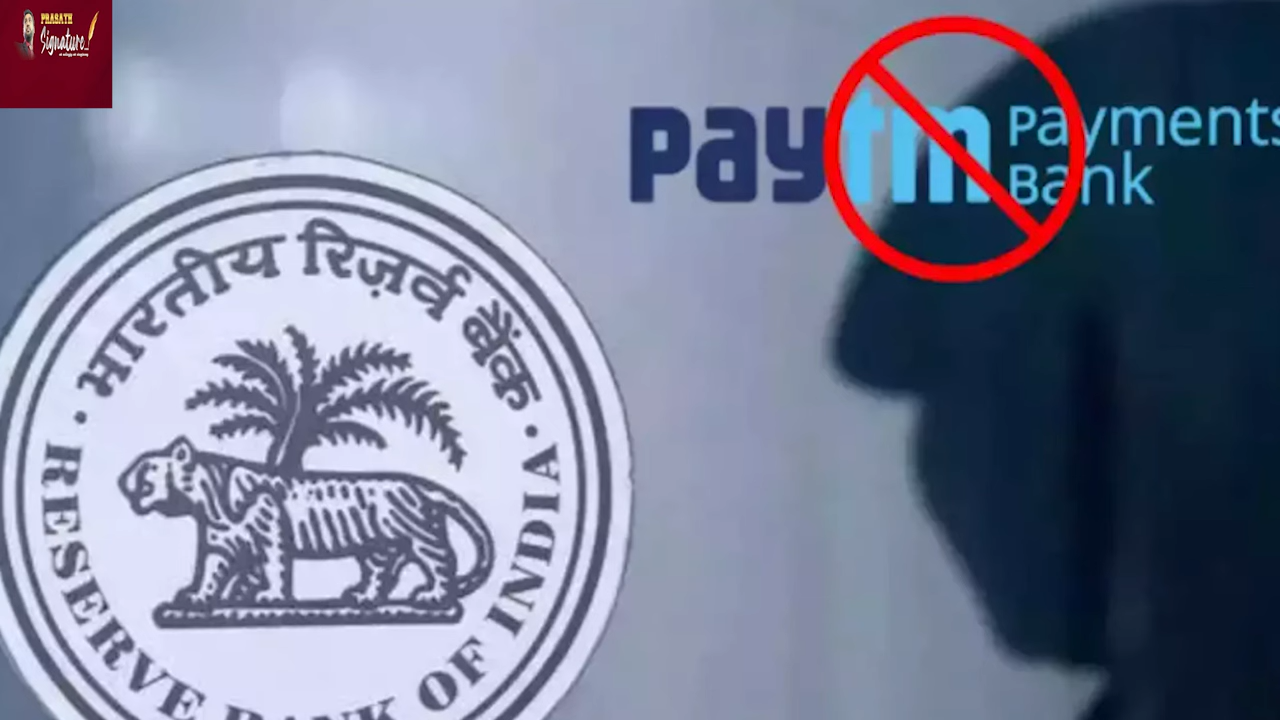 PRASATH
Signature..!
paytm Payments
Bank
भारतीय रिज़र्व बैंक
RESERVE BANK OF INDIA